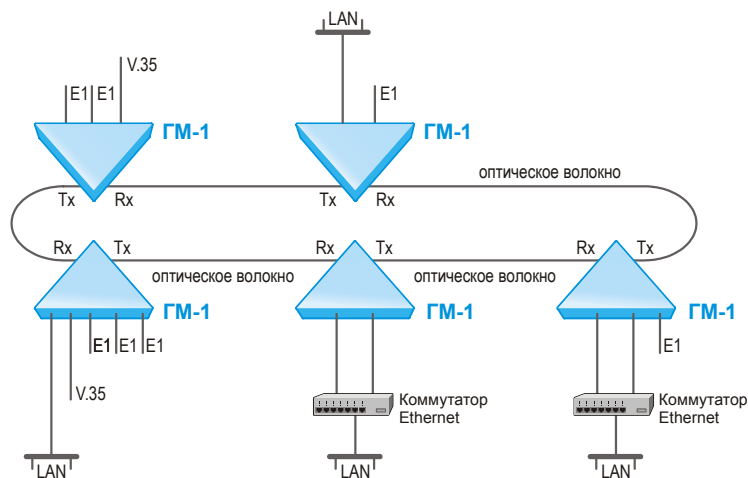 LAN
V.35
E1
E1
E1
ГМ-1
ГМ-1
оптическое волокно
Tx
Rx
Tx
Rx
Rx
Tx
Rx
Tx
Rx
Tx
оптическое волокно
оптическое волокно
ГМ-1
ГМ-1
ГМ-1
E1
E1
E1
E1
V.35
Коммутатор
Ethernet
Коммутатор
Ethernet
LAN
LAN
LAN